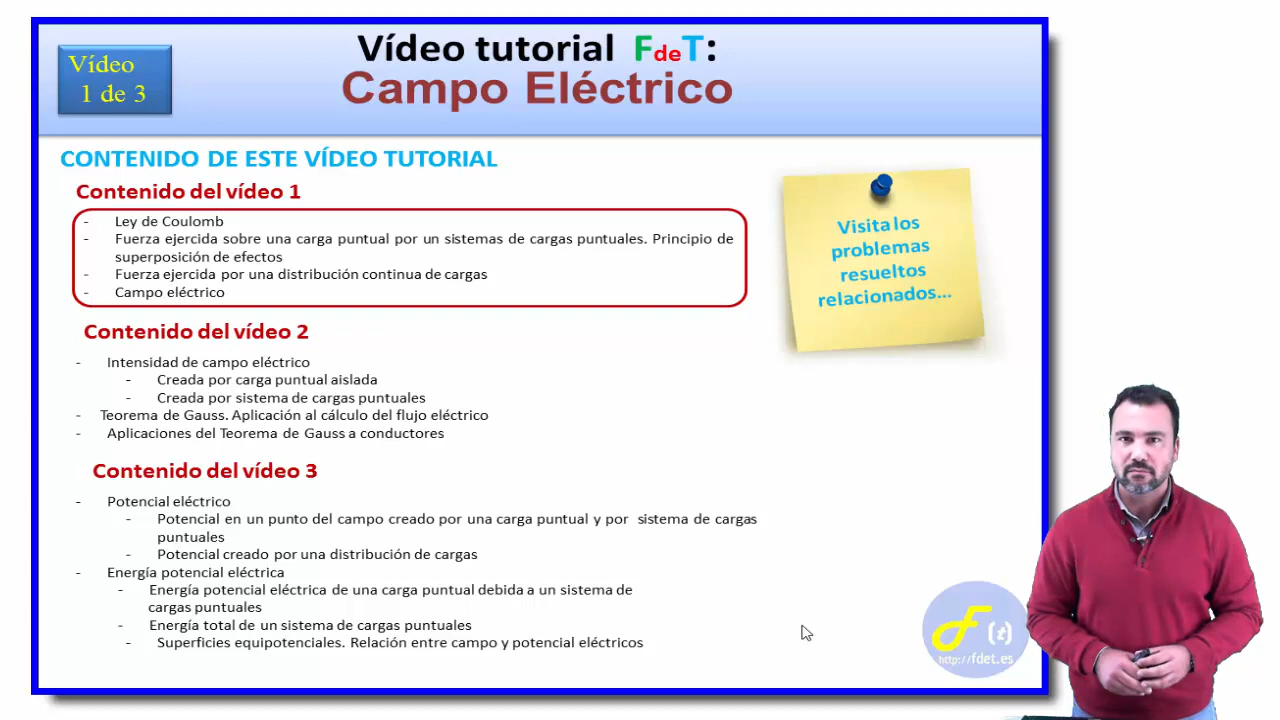 Vídeo
1 de 3
Vídeo tutorial FdeT:
Campo Eléctrico
CONTENIDO DE ESTE VÍDEO TUTORIAL
Contenido del vídeo 1
- Ley de Coulomb
- Fuerza ejercida sobre una carga puntual por un sistemas de cargas puntuales. Principio de
superposición de efectos
- Fuerza ejercida por una distribución continua de cargas
- Campo eléctrico
Visita los
problemas
resueltos
relacionados...
Contenido del vídeo 2
- Intensidad de campo eléctrico
- Creada por carga puntual aislada
- Creada por sistema de cargas puntuales
- Teorema de Gauss. Aplicación al cálculo del flujo eléctrico
- Aplicaciones del Teorema de Gauss a conductores
Contenido del vídeo 3
- Potencial eléctrico
- Potencial en un punto del campo creado por una carga puntual y por sistema de cargas
puntuales
- Potencial creado por una distribución de cargas
- Energía potencial eléctrica
- Energía potencial eléctrica de una carga puntual debida a un sistema de
cargas puntuales
- Energía total de un sistema de cargas puntuales
- Superficies equipotenciales. Relación entre campo y potencial eléctricos
F (t)
http://fdet.es